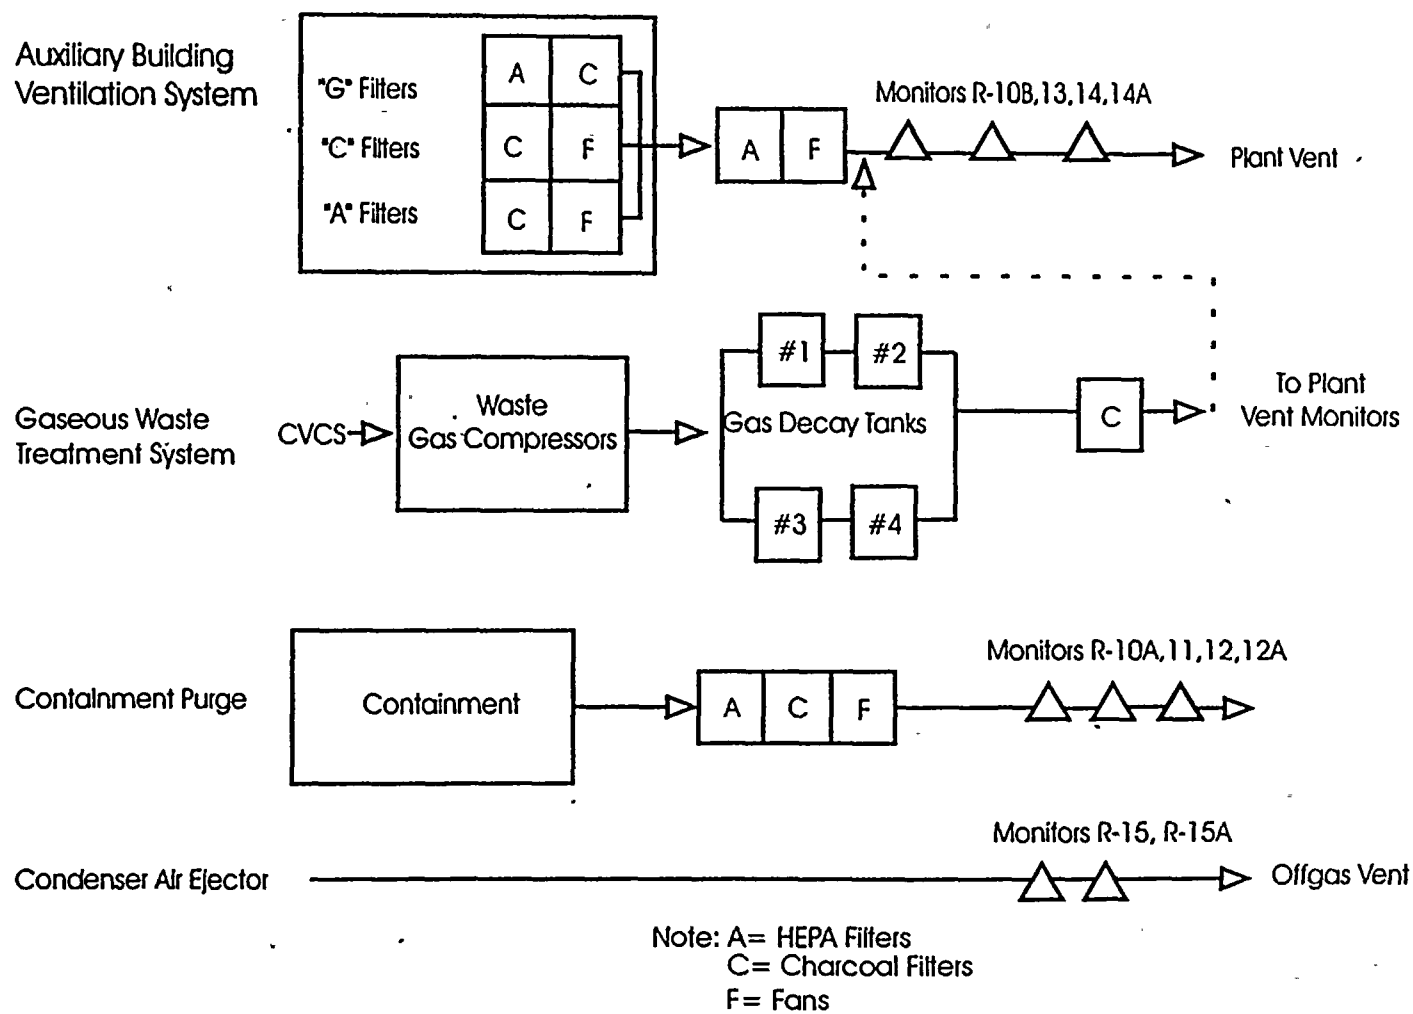 Auxiliary Building
Ventilation System
"G" Filters
A C
"C" Filters
C F
"A" Filters
C F
A F
Monitors R-10B,13,14,14A
Plant Vent
Gaseous Waste
Treatment System
CVCS
Waste
Gas Compressors
#1 #2
Gas Decay Tanks
#3 #4
C
To Plant
Vent Monitors
Containment Purge
Containment
A C F
Monitors R-10A,11,12,12A
Condenser Air Ejector
Monitors R-15, R-15A
Offgas Vent
Note: A= HEPA Filters
C= Charcoal Filters
F= Fans